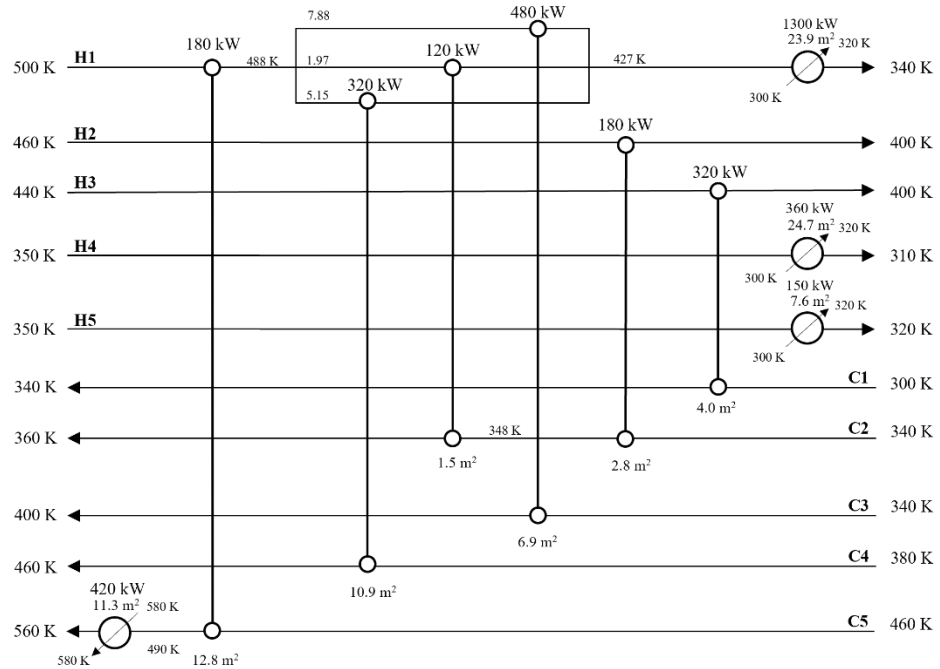 480 kW
7.88
1300 kW
23.9 m²
320 K
180 kW
120 kW
500 K
H1
488 K
1.97
427 K
340 K
320 kW
5.15
300 K
180 kW
460 K
H2
400 K
320 kW
440 K
H3
400 K
360 kW
24.7 m²
320 K
350 K
H4
310 K
300 K
150 kW
7.6 m²
320 K
350 K
H5
320 K
300 K
340 K
C1
300 K
4.0 m²
360 K
348 K
C2
340 K
1.5 m²
2.8 m²
400 K
C3
340 K
6.9 m²
460 K
C4
380 K
10.9 m²
420 kW
11.3 m²
580 K
560 K
C5
460 K
490 K
580 K
12.8 m²